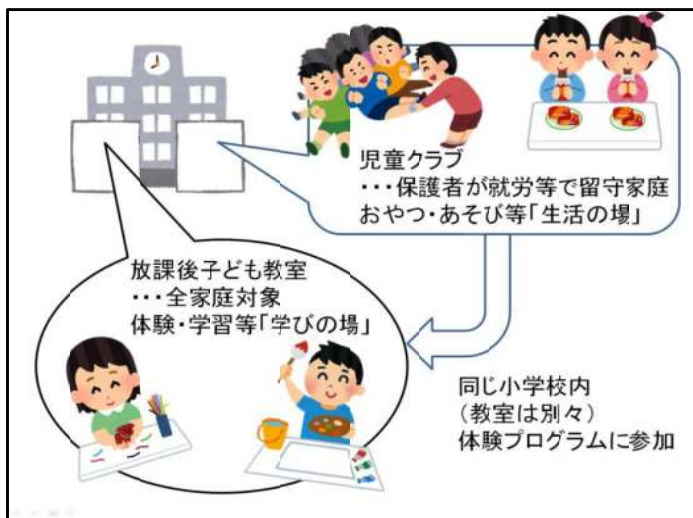 児童クラブ
・・・保護者が就労等で留守家庭
おやつ・あそび等「生活の場」
放課後子ども教室
・・・全家庭対象
体験・学習等「学びの場」
同じ小学校内
（教室は別々）
体験プログラムに参加